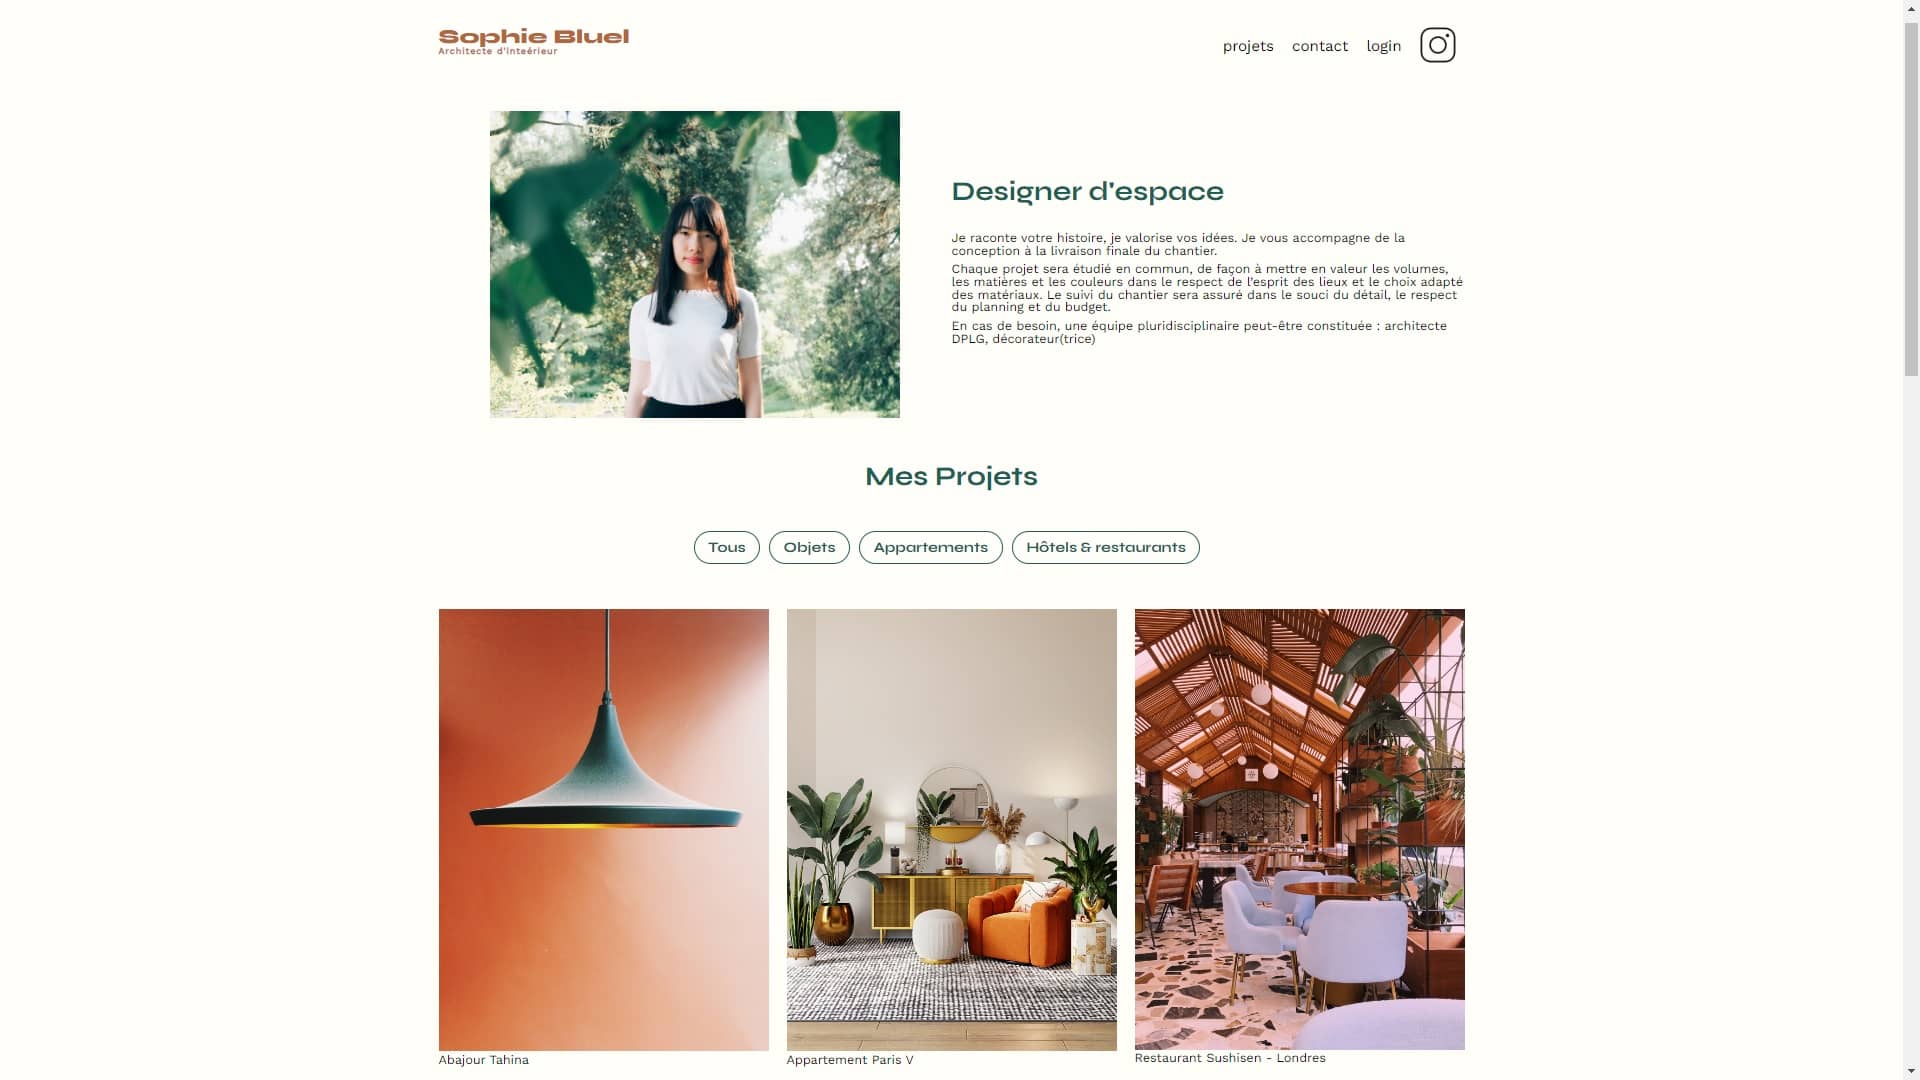 Sophie Bluel
Architecte d'inteérieur
projets
contact
login
Designer d'espace
Je raconte votre histoire, je valorise vos idées. Je vous accompagne de la
conception à la livraison finale du chantier.
Chaque projet sera étudié en commun, de façon à mettre en valeur les volumes,
les matières et les couleurs dans le respect de l'esprit des lieux et le choix adapté
des matériaux. Le suivi du chantier sera assuré dans le souci du détail, le respect
du planning et du budget.
En cas de besoin, une équipe pluridisciplinaire peut-être constituée : architecte
DPLG, décorateur(trice)
Mes Projets
Tous
Objets
Appartements
Hôtels & restaurants
Abajour Tahina
Appartement Paris V
Restaurant Sushisen - Londres